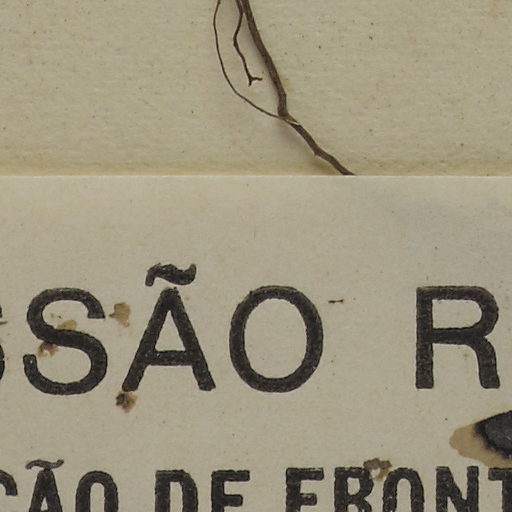 SSÃO R
ÇÃO DE FRONT